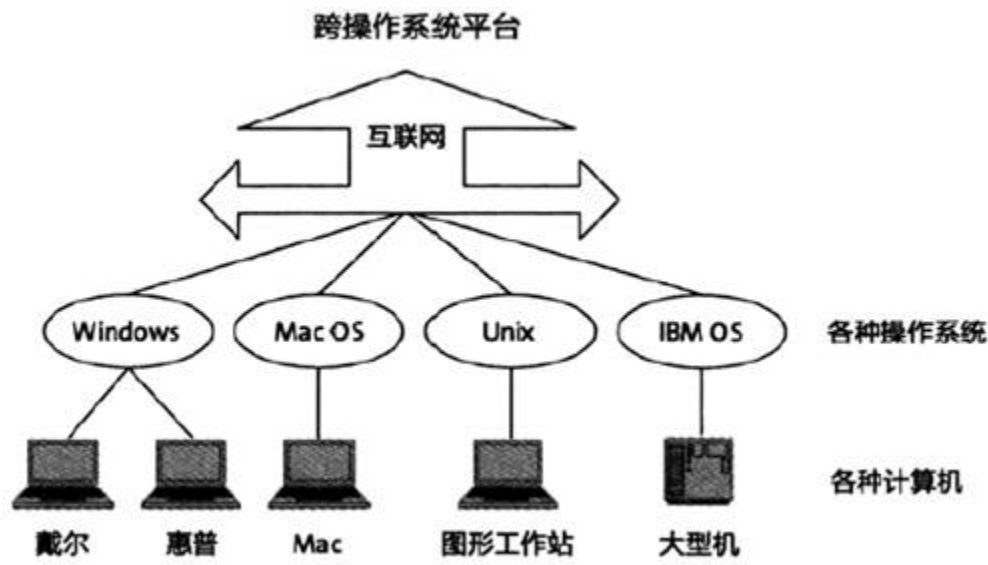 跨操作系统平台
互联网
Windows
Mac OS
Unix
IBM OS
各种操作系统
各种计算机
戴尔
惠普
Mac
图形工作站
大型机